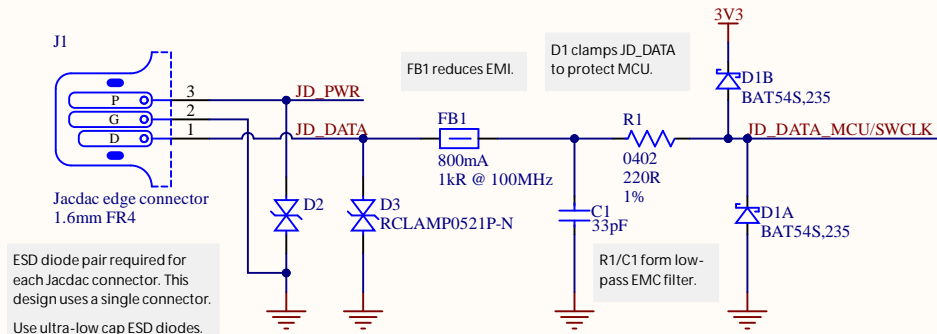 3V3
J1
FB1 reduces EMI.
D1 clamps JD_DATA
to protect MCU.
D1B
BAT54S,235
P
3
JD_PWR
G
2
D
1
JD_DATA
FB1
800mA
1kR @ 100MHz
R1
0402
220R
1%
JD_DATA_MCU/SWCLK
Jacdac edge connector
1.6mm FR4
D2
D3
RCLAMP0521P-N
C1
33pF
D1A
BAT54S,235
ESD diode pair required for
each Jacdac connector. This
design uses a single connector.
Use ultra-low cap ESD diodes.
R1/C1 form low-
pass EMC filter.